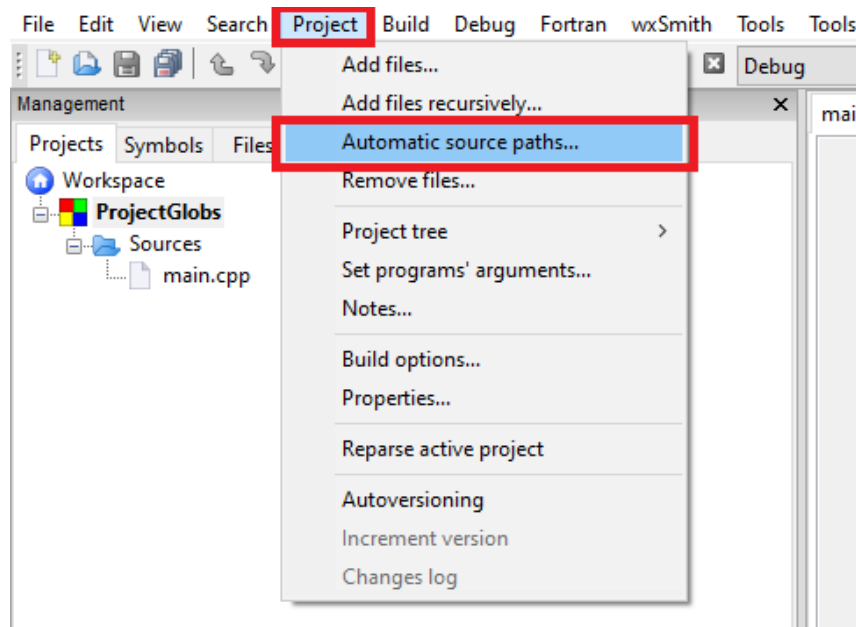 File Edit View Search Project Build Debug Fortran wxSmith Tools Tools
Debug
Management
mai
Projects Symbols Files
Workspace
ProjectGlobs
Sources
main.cpp
Add files...
Add files recursively...
Automatic source paths...
Remove files...
Project tree
Set programs' arguments...
Notes...
Build options...
Properties...
Reparse active project
Autoversioning
Increment version
Changes log